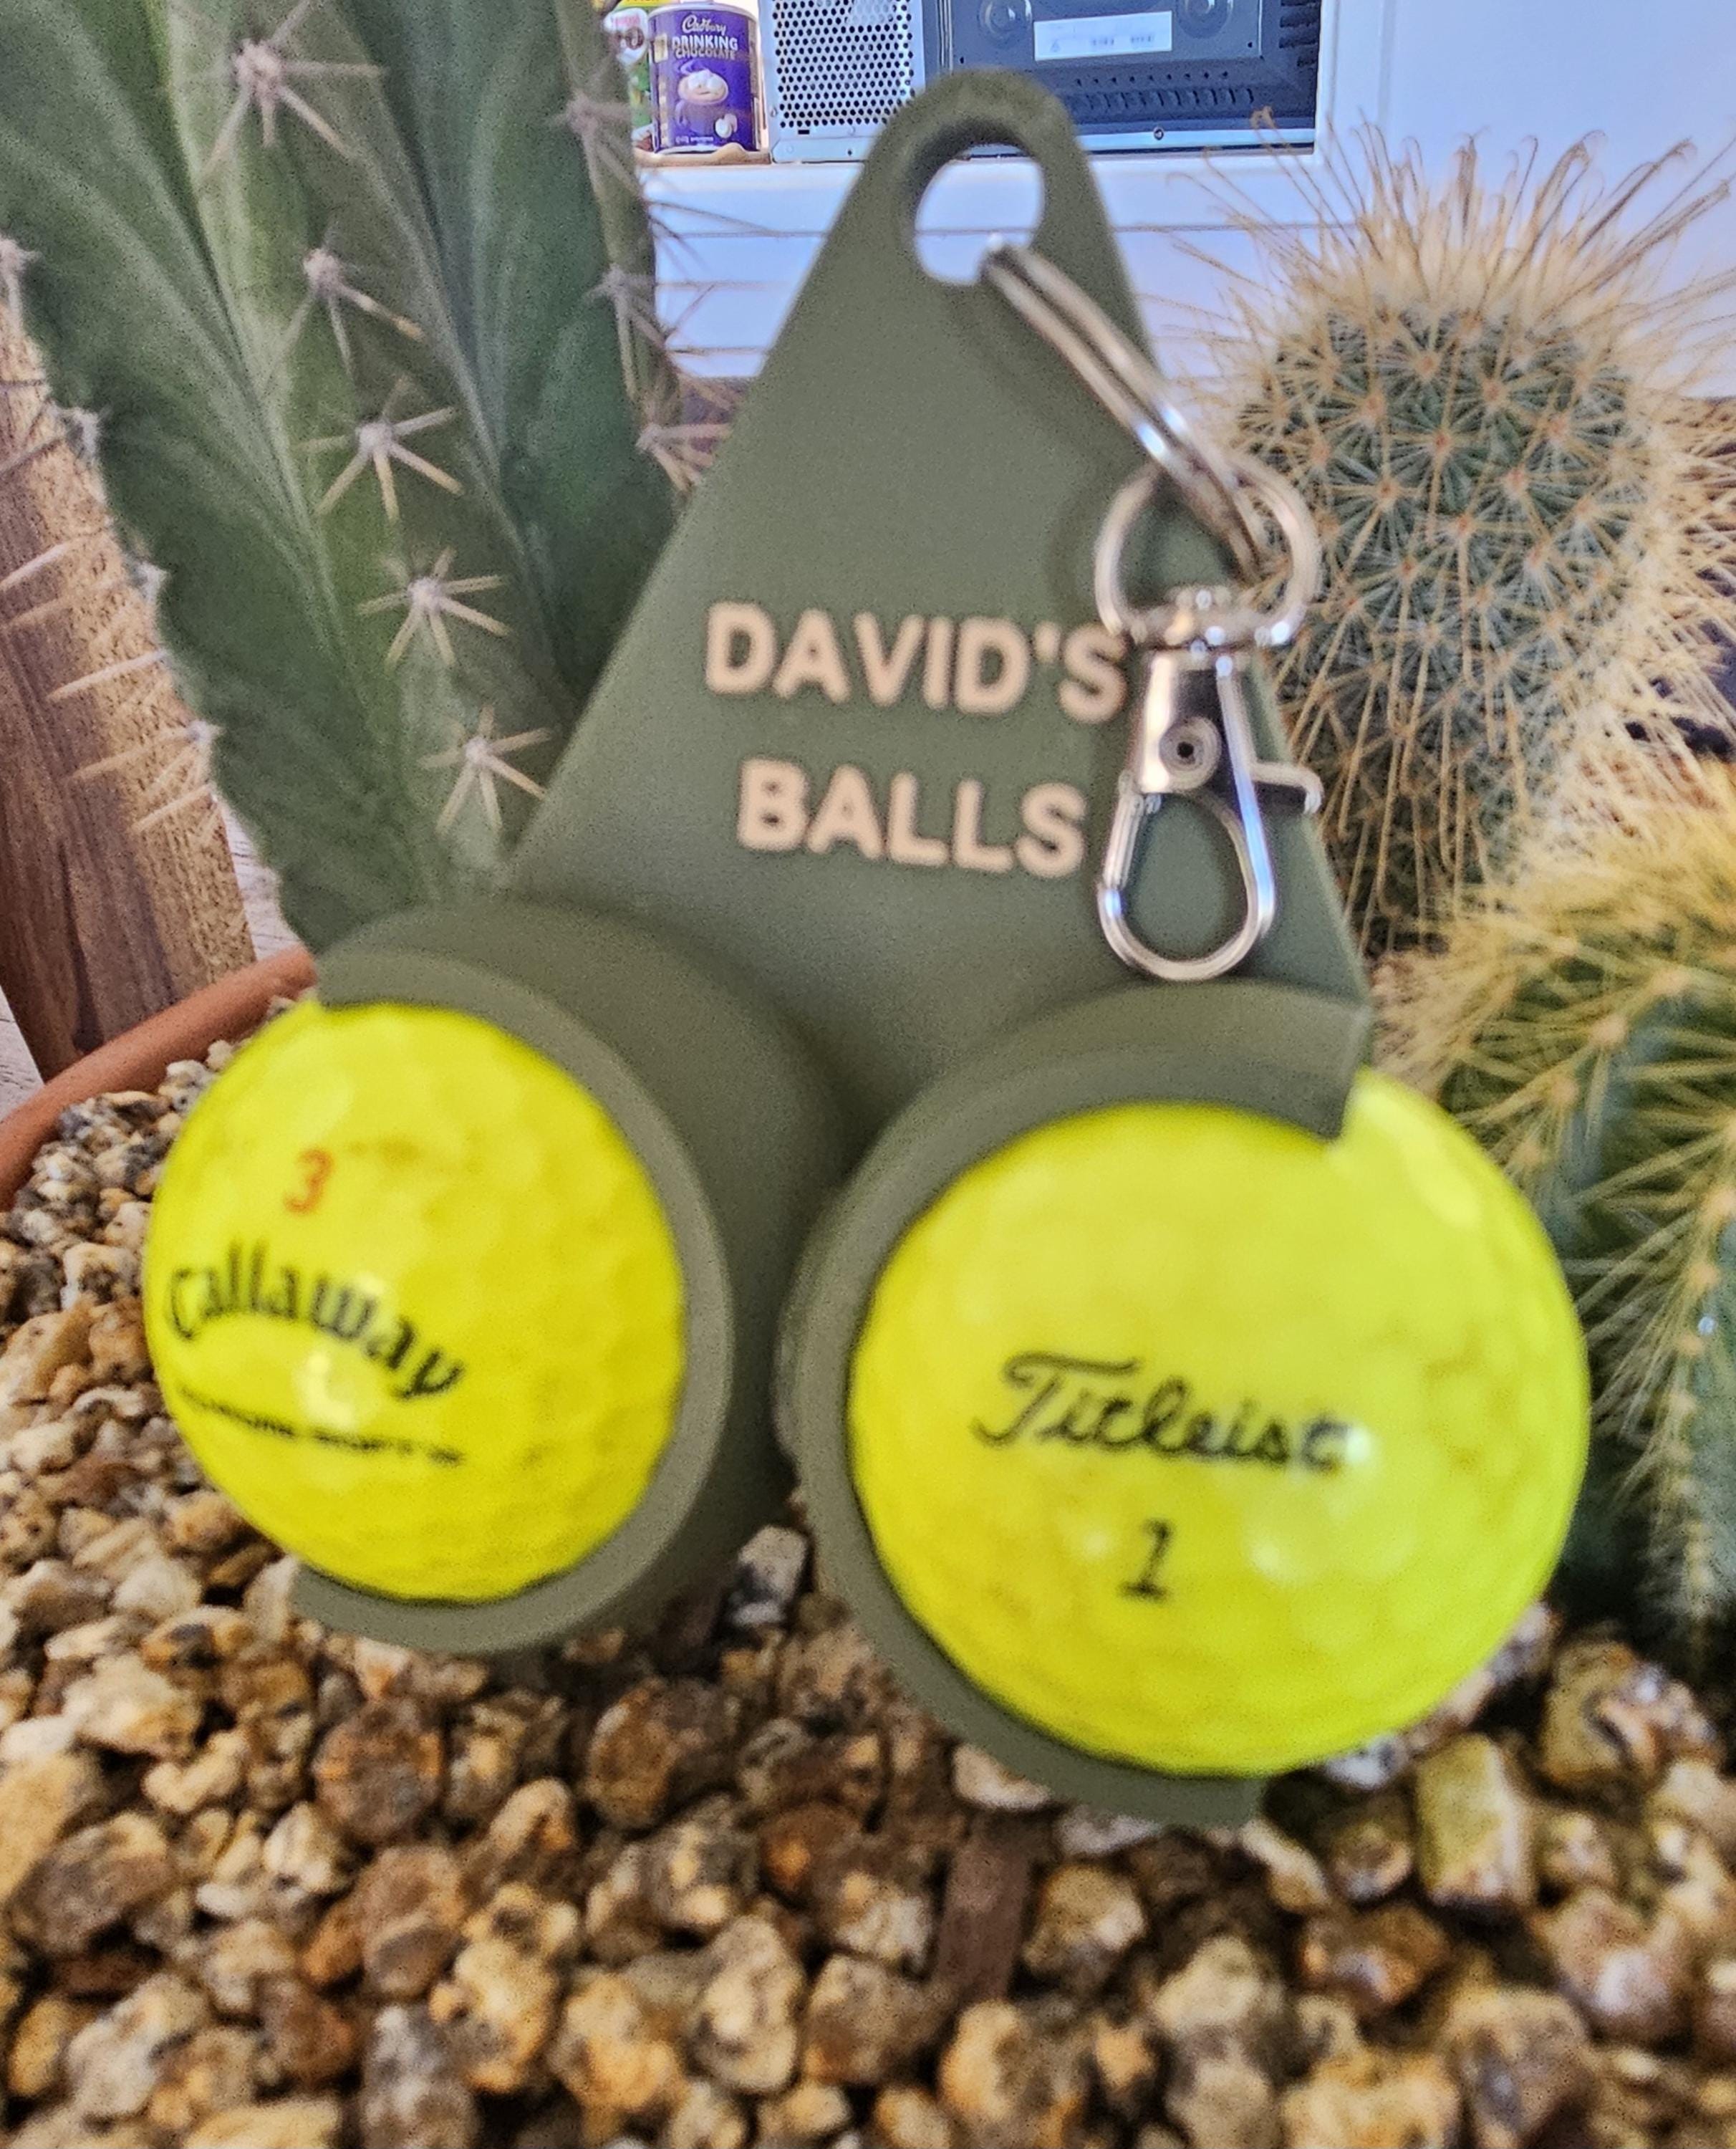 Cadbury
DRINKING
CHOCOLATE
DAVID'S
BALLS
3
Callaway
Titleist
1